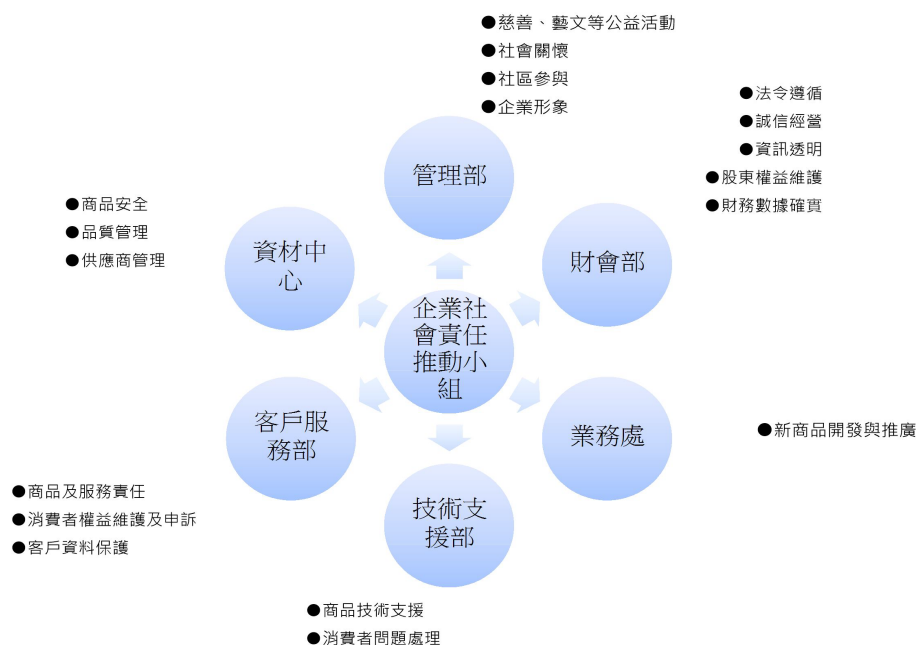 ●慈善、藝文等公益活動
●社會關懷
●社區參與
●企業形象
管理部
●法令遵循
●誠信經營
●資訊透明
●股東權益維護
●財務數據確實
財會部
●新商品開發與推廣
業務處
技術支
援部
●商品技術支援
●消費者問題處理
客戶服
務部
●商品及服務責任
●消費者權益維護及申訴
●客戶資料保護
●商品安全
●品質管理
●供應商管理
資材中
心
企業社
會責任
推動小
組